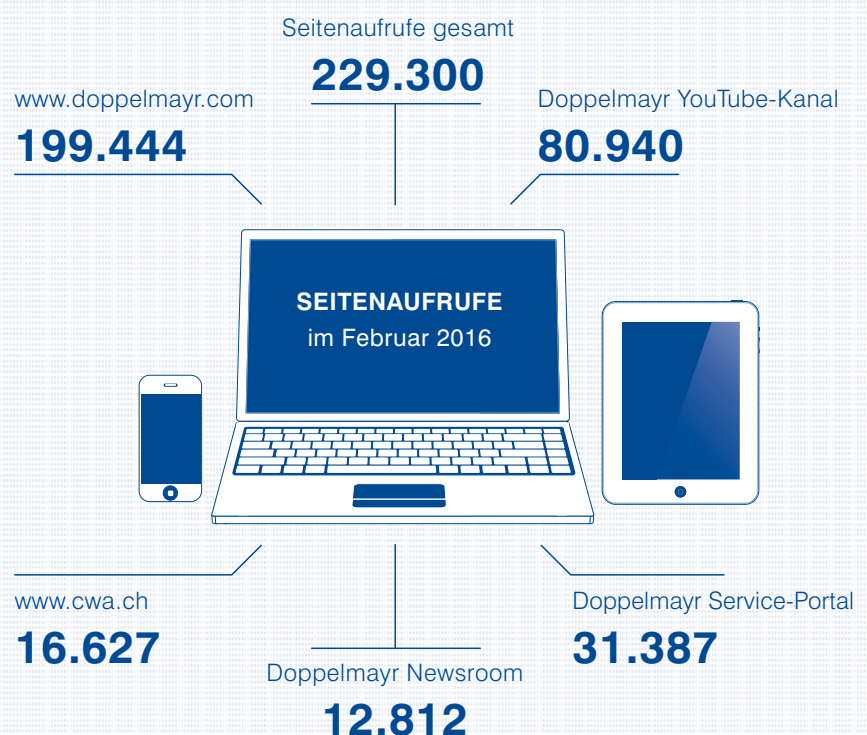 Seitenaufrufe gesamt
229.300
www.doppelmayr.com
199.444
Doppelmayr YouTube-Kanal
80.940
SEITENAUFRUFE
im Februar 2016
www.cwa.ch
16.627
Doppelmayr Newsroom
12.812
Doppelmayr Service-Portal
31.387